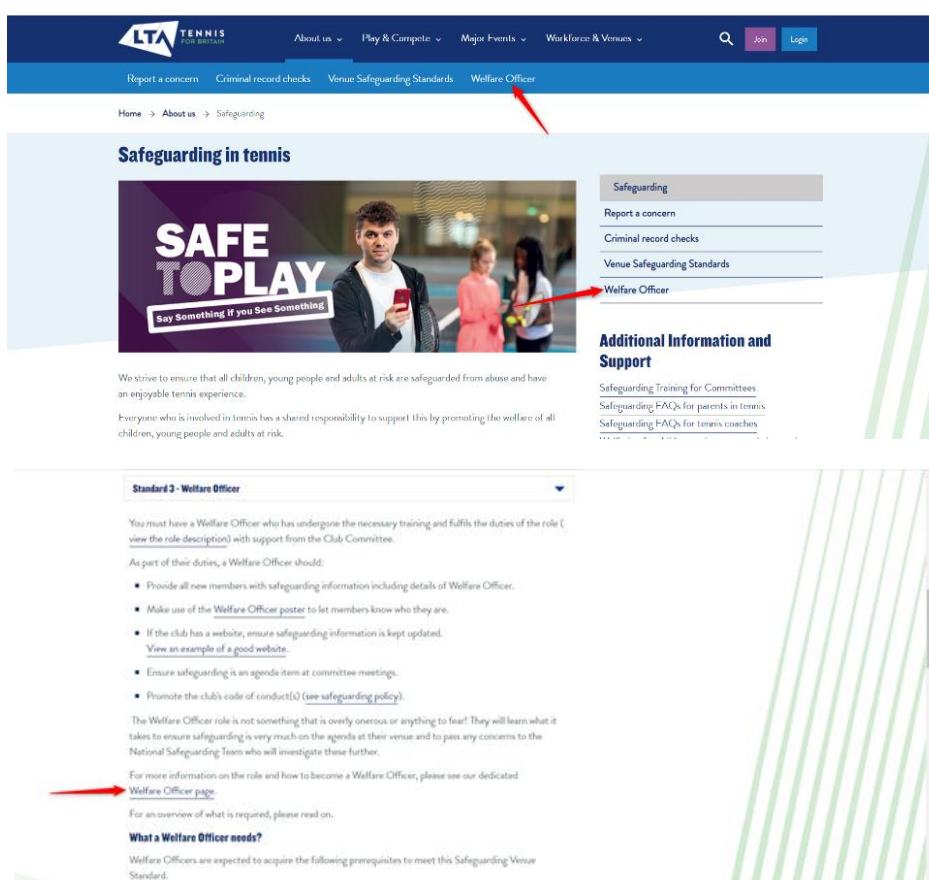 LTA TENNIS
FOR BRITAIN
About us Play & Compete Major Events Workforce & Venues Join Login
Report a concern Criminal record checks Venue Safeguarding Standards Welfare Officer
Home → About us → Safeguarding
Safeguarding in tennis
SAFE
TO PLAY
Say Something if you See Something
We strive to ensure that all children, young people and adults at risk are safeguarded from abuse and have
an enjoyable tennis experience.
Everyone who is involved in tennis has a shared responsibility to support this by promoting the welfare of all
children, young people and adults at risk.
Safeguarding
Report a concern
Criminal record checks
Venue Safeguarding Standards
Welfare Officer
Additional Information and
Support
Safeguarding Training for Committees
Safeguarding FAQs for parents in tennis
Safeguarding FAQs for tennis coaches
Standard 3 - Welfare Officer
You must have a Welfare Officer who has undergone the necessary training and fulfils the duties of the role (
view the role description) with support from the Club Committee.
As part of their duties, a Welfare Officer should:
▪ Provide all new members with safeguarding information including details of Welfare Officer.
▪ Make use of the Welfare Officer poster to let members know who they are.
▪ If the club has a website, ensure safeguarding information is kept updated.
View an example of a good website.
▪ Ensure safeguarding is an agenda item at committee meetings.
▪ Promote the club's code of conduct(s) (see safeguarding policy).
The Welfare Officer role is not something that is overly onerous or anything to fear! They will learn what it
takes to ensure safeguarding is very much on the agenda at their venue and to pass any concerns to the
National Safeguarding Team who will investigate these further.
For more information on the role and how to become a Welfare Officer, please see our dedicated
Welfare Officer page.
For an overview of what is required, please read on.
What a Welfare Officer needs?
Welfare Officers are expected to acquire the following prerequisites to meet this Safeguarding Venue
Standard.